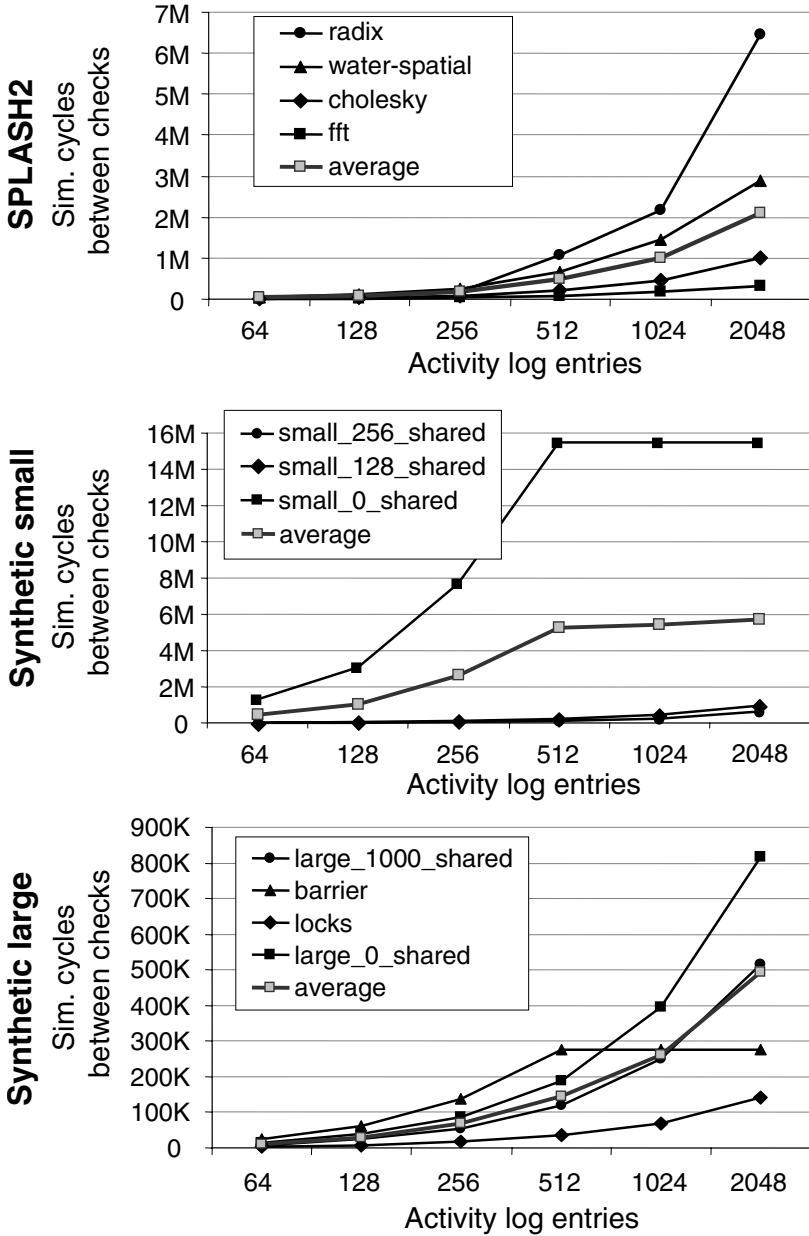 SPLASH2
Sim. cycles
between checks
7M
6M
5M
4M
3M
2M
1M
0
radix
water-spatial
cholesky
fft
average
64 128 256 512 1024 2048
Activity log entries
Synthetic small
Sim. cycles
between checks
16M
14M
12M
10M
8M
6M
4M
2M
0
small_256_shared
small_128_shared
small_0_shared
average
64 128 256 512 1024 2048
Activity log entries
Synthetic large
Sim. cycles
between checks
900K
800K
700K
600K
500K
400K
300K
200K
100K
0
large_1000_shared
barrier
locks
large_0_shared
average
64 128 256 512 1024 2048
Activity log entries